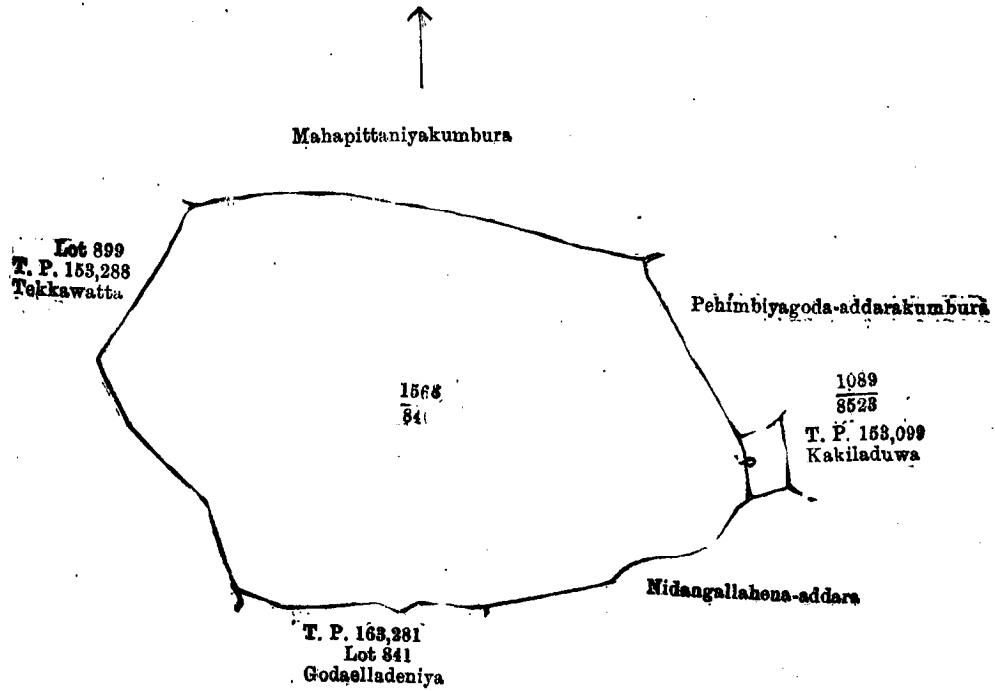 Mahapittaniyakumbura
Lot 899
T. P. 153,288
Tekkawatta
Pehimbiyagoda-addarakumbura
1089
8523
T. P. 153,099
Kakiladuwa
Nidangallahena-addara
T. P. 163,281
Lot 841
Godaelladeniya